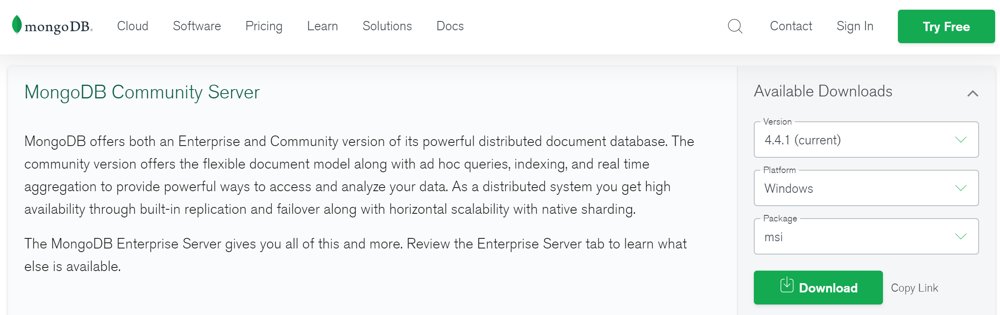 mongoDB®
Cloud Software Pricing Learn Solutions Docs Contact Sign In Try Free
MongoDB Community Server
MongoDB offers both an Enterprise and Community version of its powerful distributed document database. The
community version offers the flexible document model along with ad hoc queries, indexing, and real time
aggregation to provide powerful ways to access and analyze your data. As a distributed system you get high
availability through built-in replication and failover along with horizontal scalability with native sharding.
The MongoDB Enterprise Server gives you all of this and more. Review the Enterprise Server tab to learn what
else is available.
Available Downloads
Version
4.4.1 (current)
Platform
Windows
Package
msi
Download Copy Link